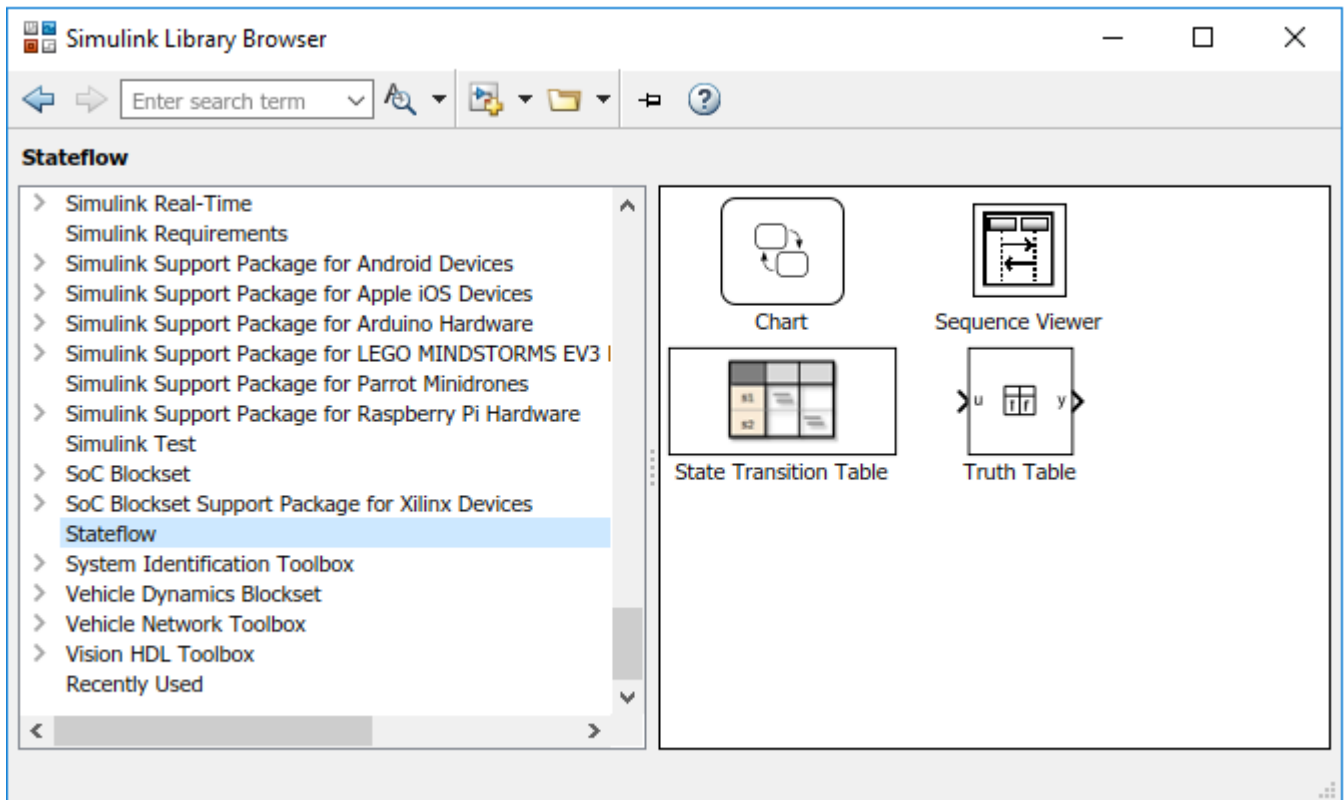 Simulink Library Browser
Enter search term
Stateflow
Simulink Real-Time
Simulink Requirements
Simulink Support Package for Android Devices
Simulink Support Package for Apple iOS Devices
Simulink Support Package for Arduino Hardware
Simulink Support Package for LEGO MINDSTORMS EV3
Simulink Support Package for Parrot Minidrones
Simulink Support Package for Raspberry Pi Hardware
Simulink Test
SoC Blockset
SoC Blockset Support Package for Xilinx Devices
Stateflow
System Identification Toolbox
Vehicle Dynamics Blockset
Vehicle Network Toolbox
Vision HDL Toolbox
Recently Used
Chart
Sequence Viewer
s1
s2
State Transition Table
u
T F
y
Truth Table